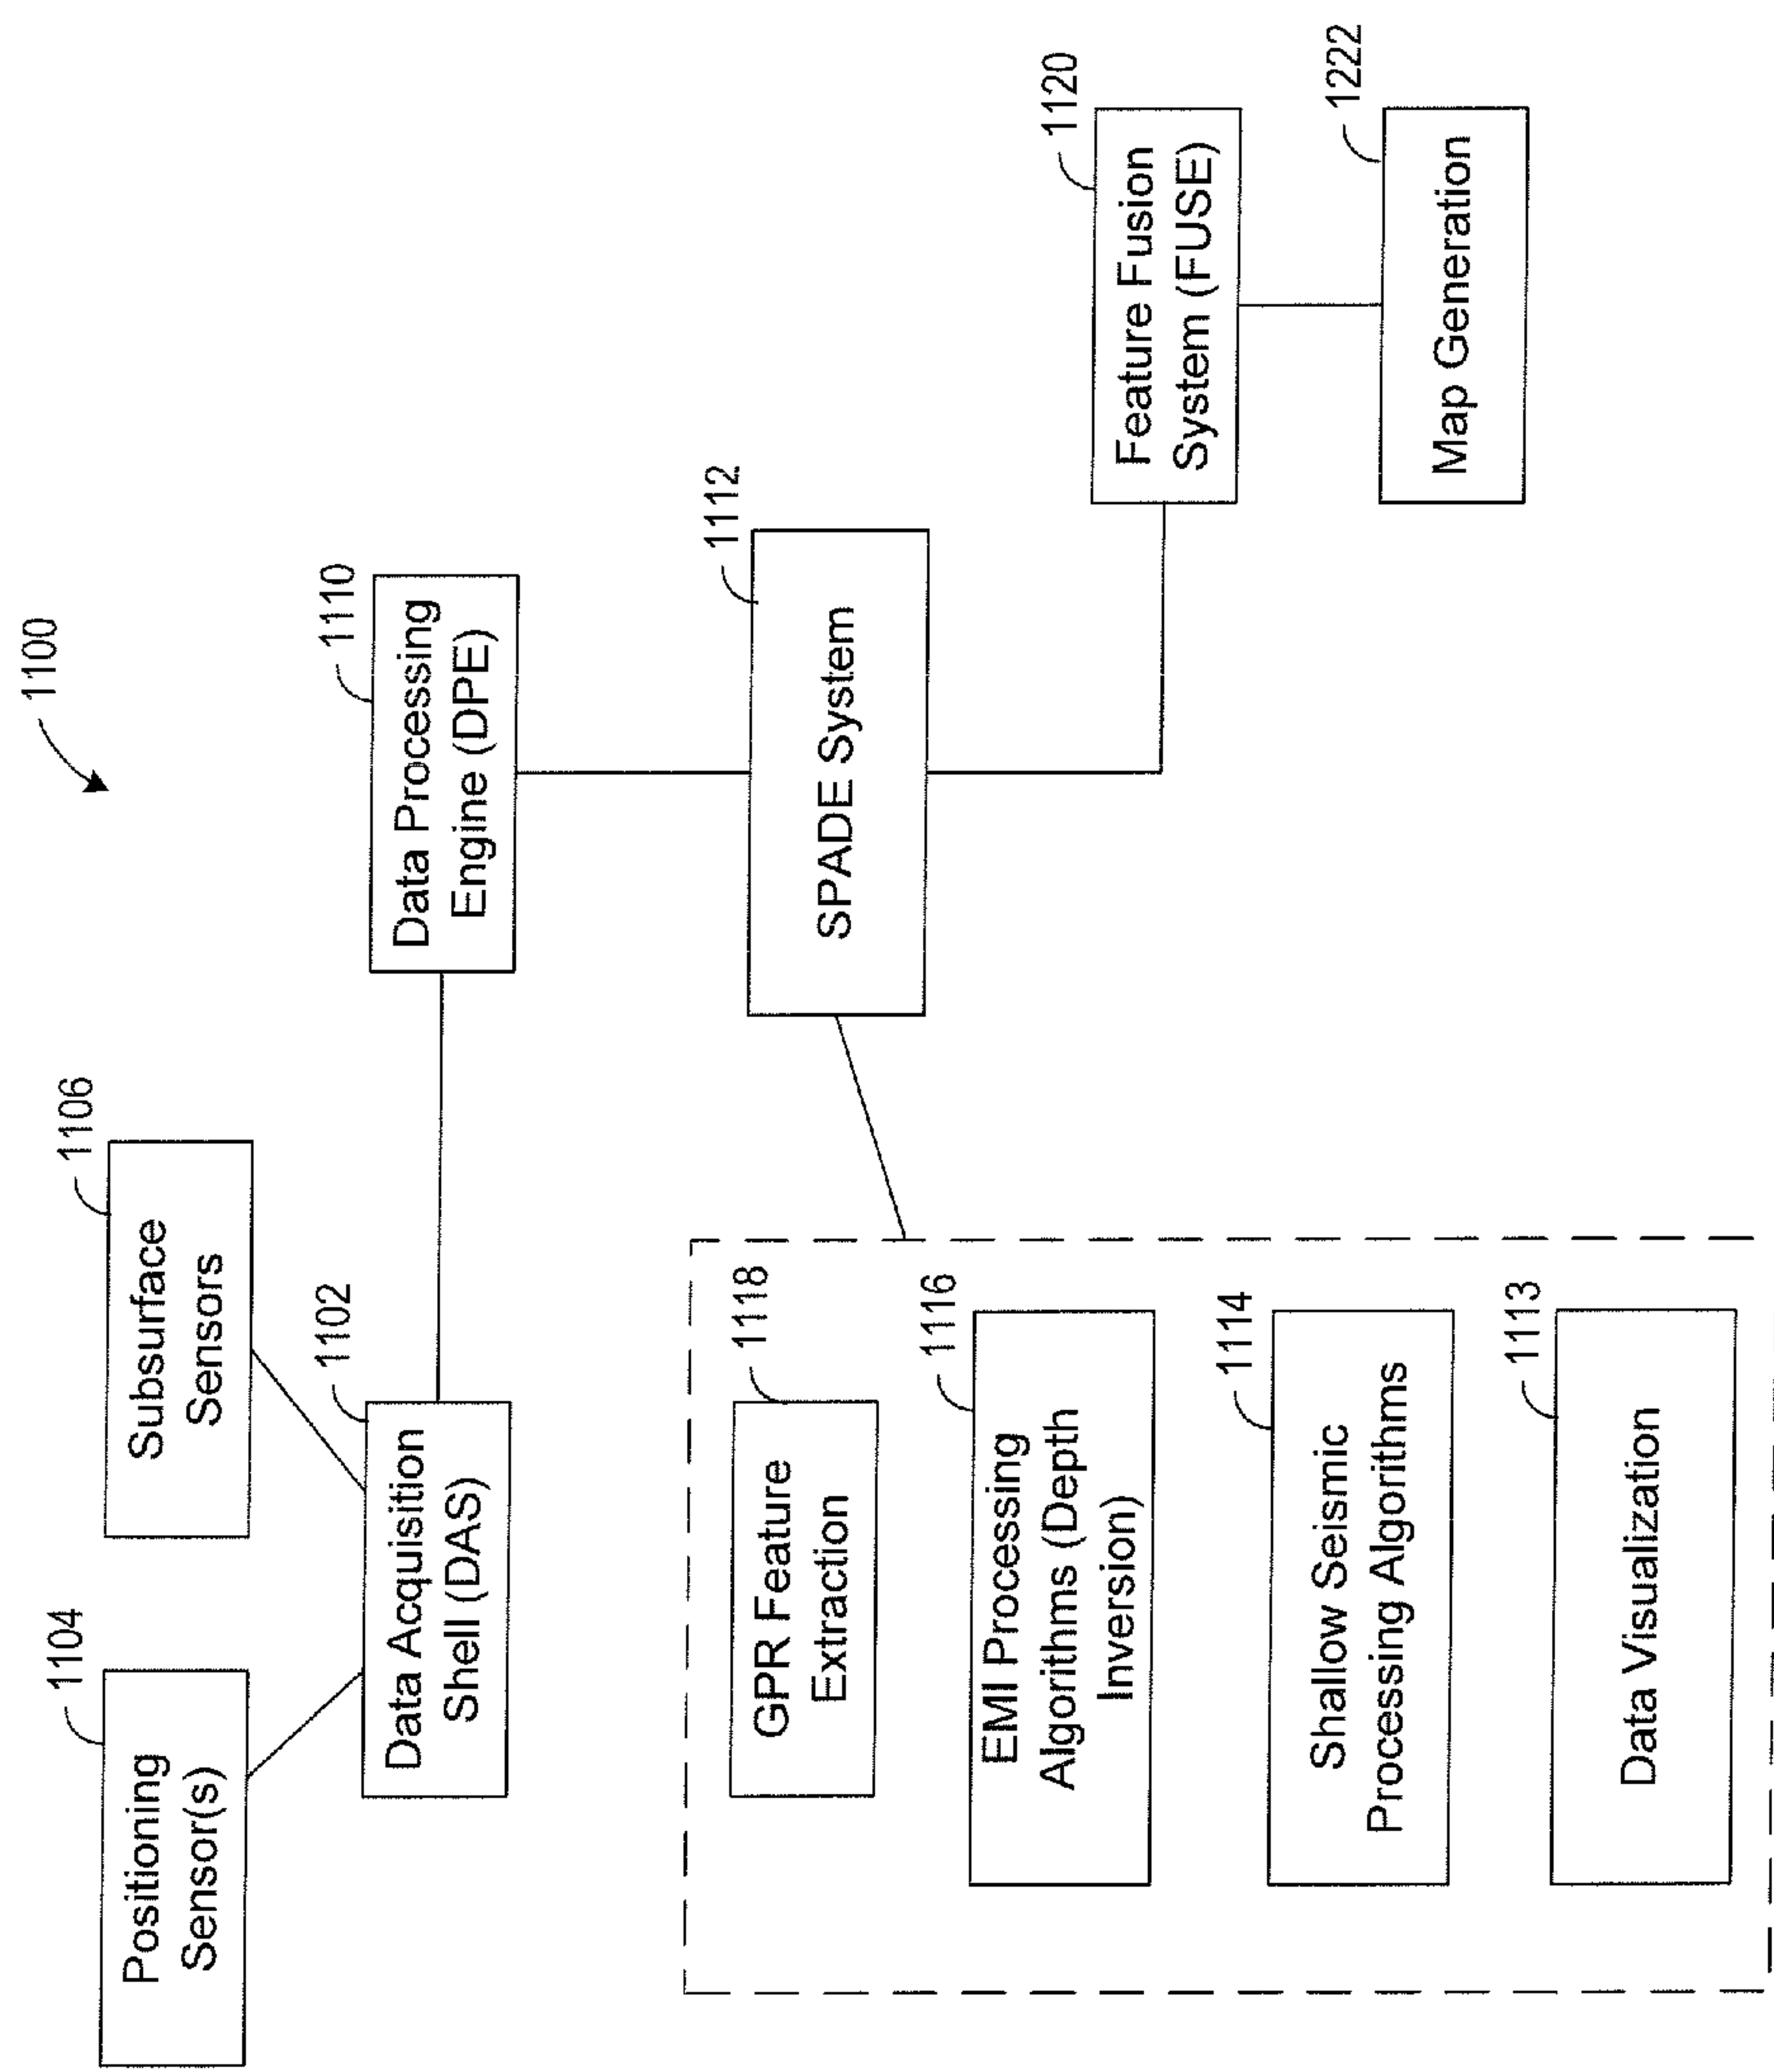 1100
1104
Positioning
Sensor(s)
1106
Subsurface
Sensors
1102
Data Acquisition
Shell (DAS)
1110
Data Processing
Engine (DPE)
1112
SPADE System
1118
GPR Feature
Extraction
1116
EMI Processing
Algorithms (Depth
Inversion)
1114
Shallow Seismic
Processing Algorithms
1113
Data Visualization
1120
Feature Fusion
System (FUSE)
1222
Map Generation